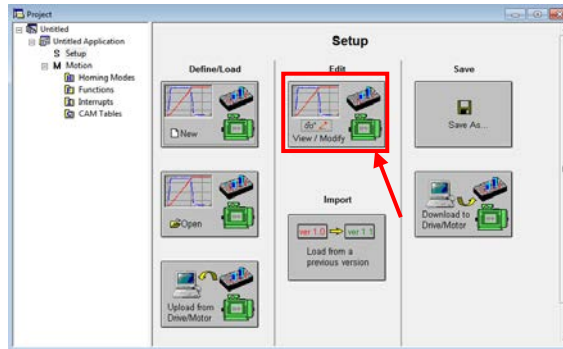 Project
Untitled
Untitled Application
S Setup
M Motion
Homing Modes
Functions
Interrupts
CAM Tables
Setup
Define/Load
New
Open
Upload from
Drive/Motor
Edit
View / Modify
Import
ver 1.0 ver 1.1
Load from a
previous version
Save
Save As...
Download to
Drive/Motor